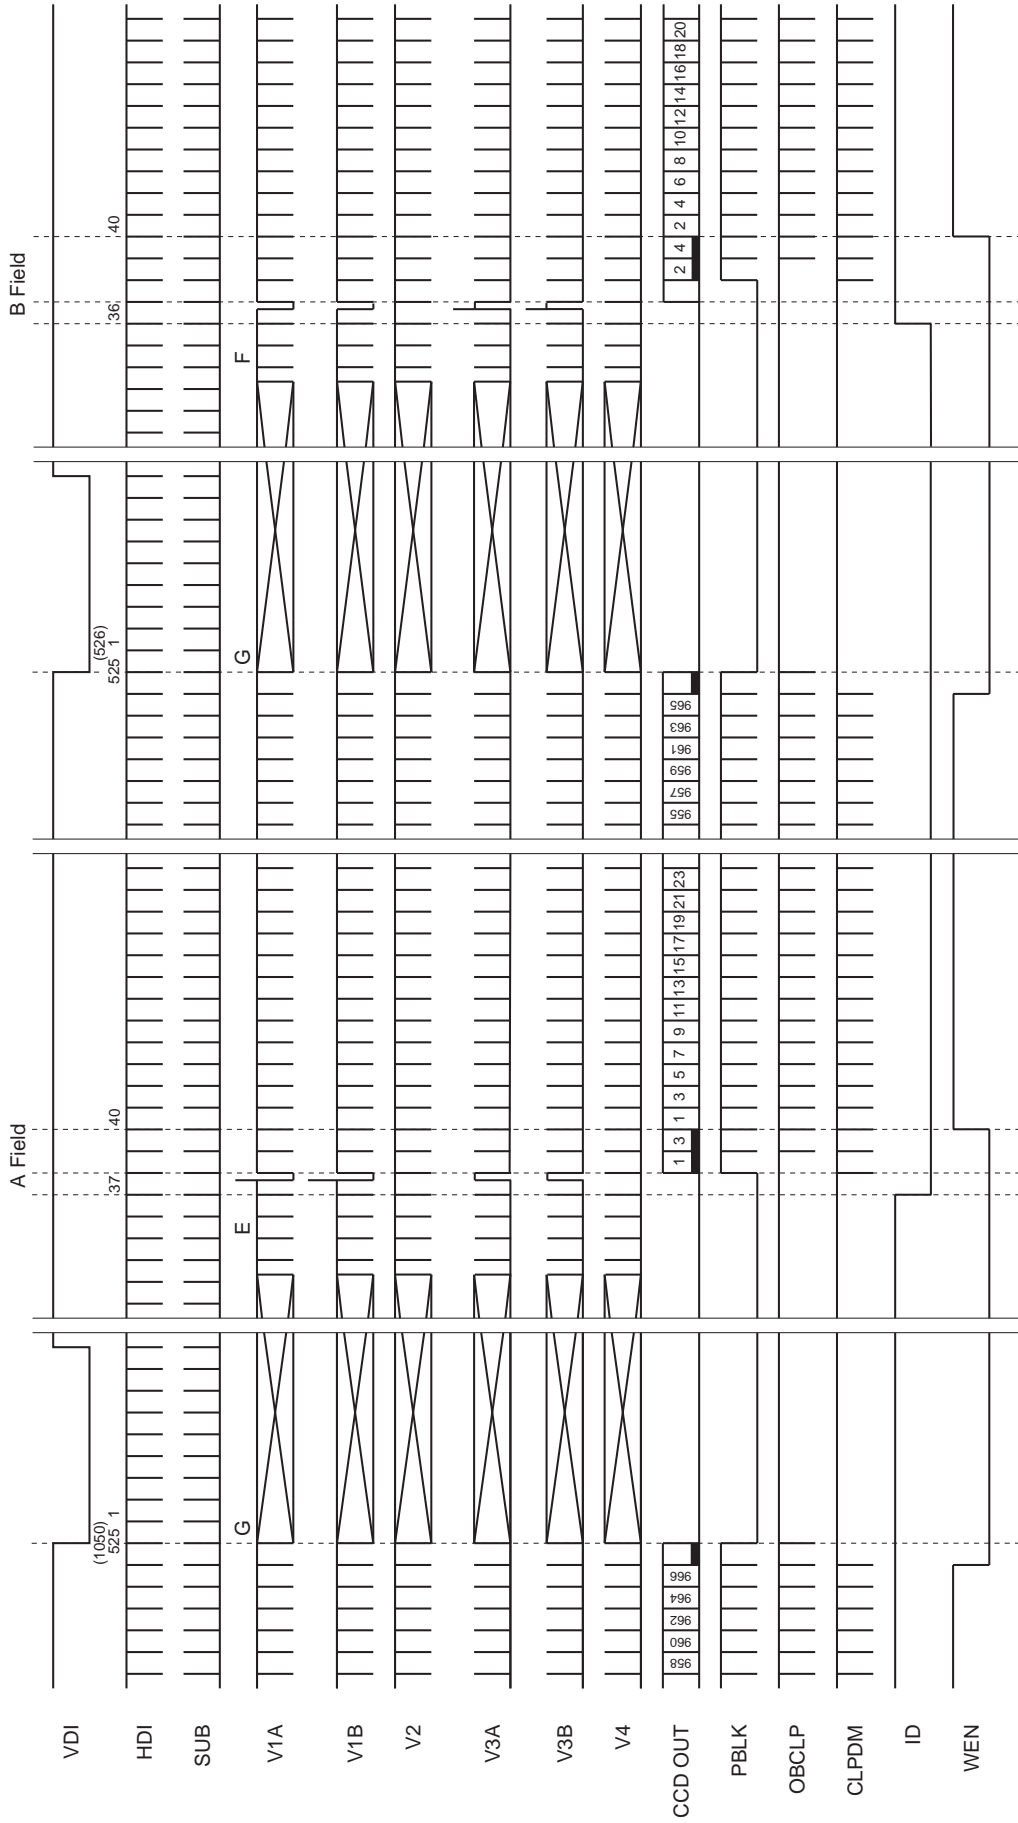 A Field B Field
VDI
(1050) (526)
525 1 37 40 525 1 36 40
HDI
SUB
G E G F
V1A
V1B
V2
V3A
V3B
V4
CCD OUT 958 960 962 964 966 1 3 1 3 5 7 9 11 13 15 17 19 21 23 955 957 959 961 963 965 2 4 2 4 6 8 10 12 14 16 18 20
PBLK
OBCLP
CLPDM
ID
WEN